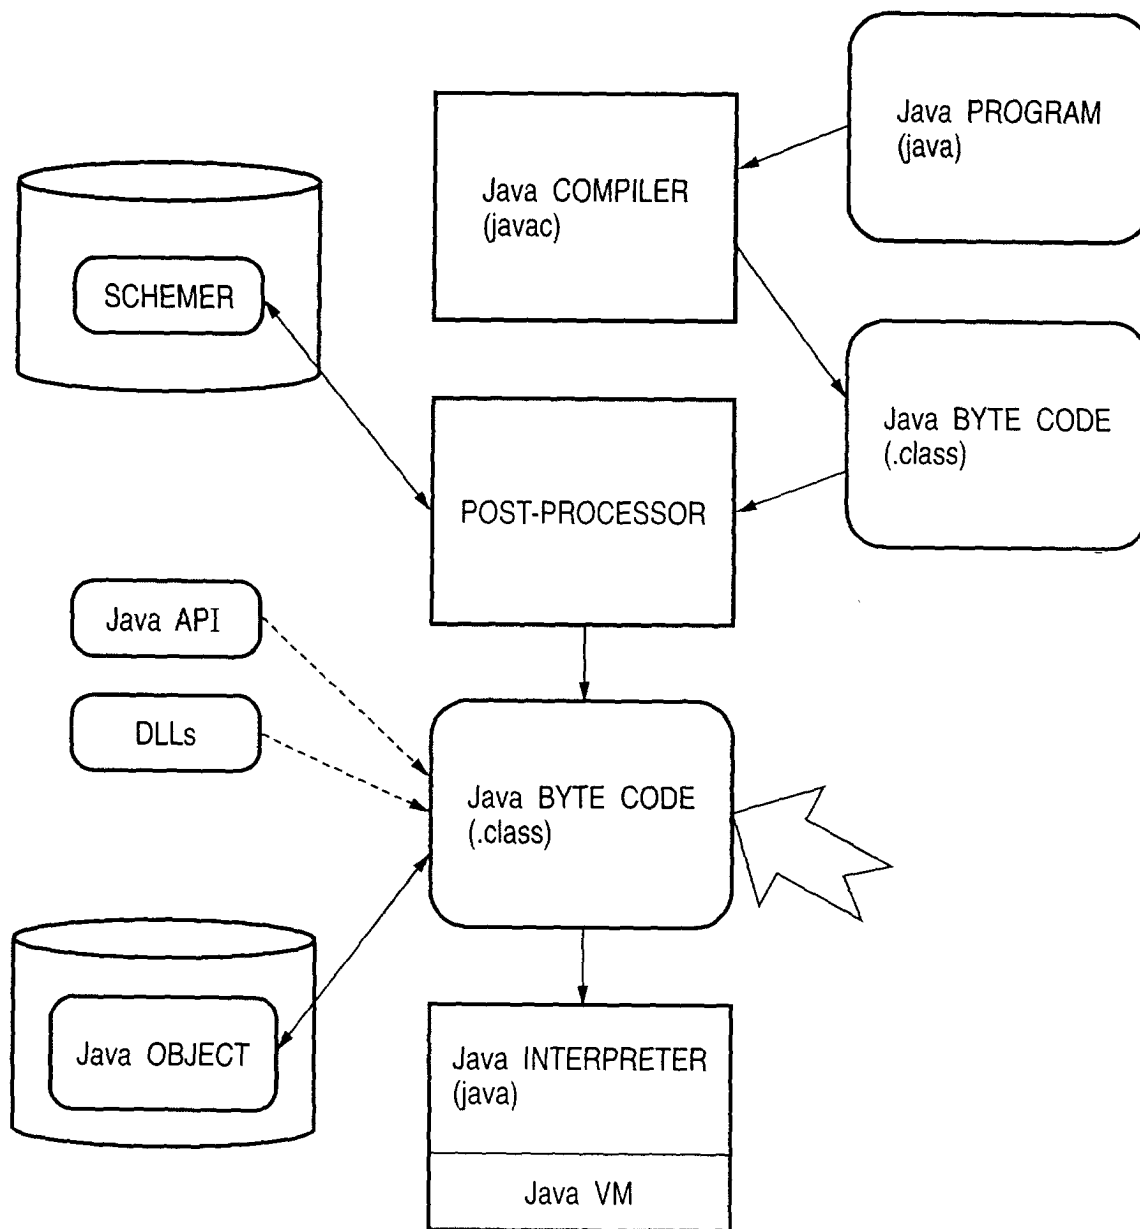 Java PROGRAM
(java)
Java COMPILER
(javac)
SCHEMER
Java BYTE CODE
(.class)
POST-PROCESSOR
Java API
DLLs
Java BYTE CODE
(.class)
Java OBJECT
Java INTERPRETER
(java)
Java VM